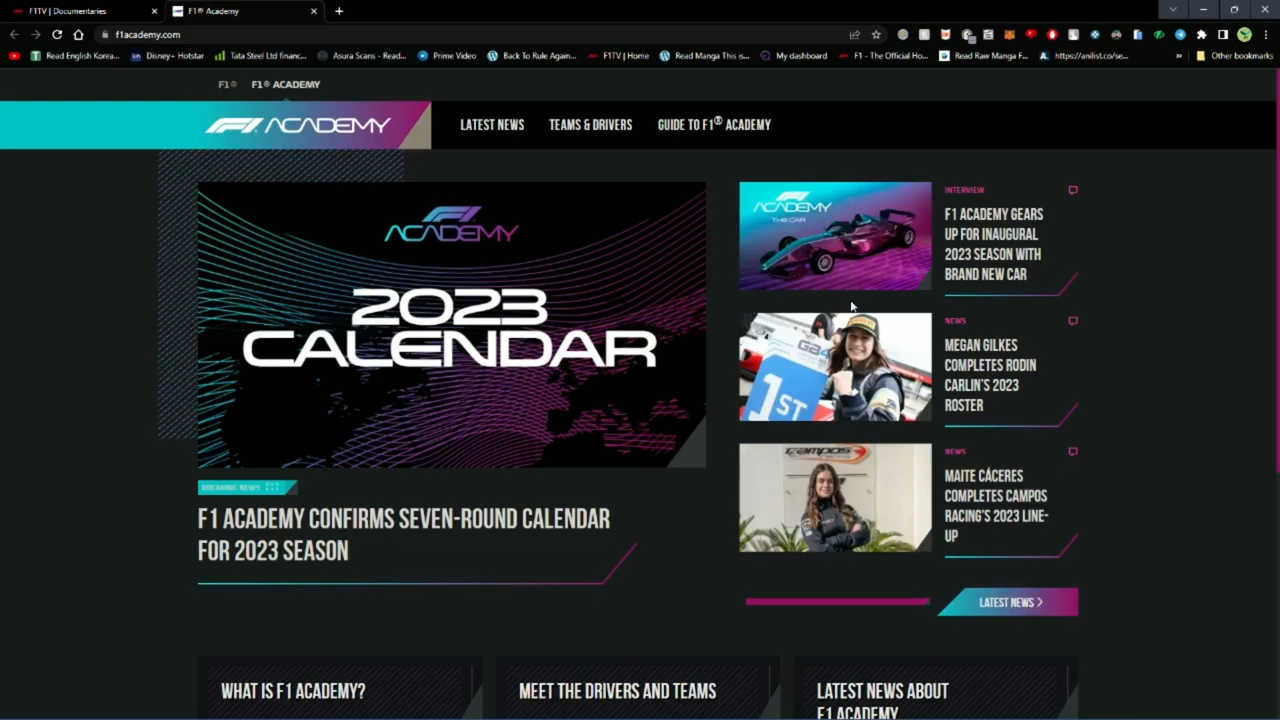 F1TV | Documentaries
F1® Academy
f1academy.com
Read English Korea...
Disney+ Hotstar
Tata Steel Ltd financ...
Asura Scans - Read...
Prime Video
Back To Rule Again...
F1TV | Home
Read Manga This is...
My dashboard
F1 - The Official Ho...
Read Raw Manga F...
https://anilist.co/se...
»
Other bookmarks
F1®
F1® ACADEMY
F1 ACADEMY
LATEST NEWS
TEAMS & DRIVERS
GUIDE TO F1® ACADEMY
F1 ACADEMY
2023
CALENDAR
BREAKING NEWS
F1 ACADEMY CONFIRMS SEVEN-ROUND CALENDAR
FOR 2023 SEASON
F1
ACADEMY
THE CAR
INTERVIEW
F1 ACADEMY GEARS
UP FOR INAUGURAL
2023 SEASON WITH
BRAND NEW CAR
GB4
1ST
NEWS
MEGAN GILKES
COMPLETES RODIN
CARLIN'S 2023
ROSTER
campos
NEWS
MAITE CÁCERES
COMPLETES CAMPOS
RACING'S 2023 LINE-
UP
LATEST NEWS >
WHAT IS F1 ACADEMY?
MEET THE DRIVERS AND TEAMS
LATEST NEWS ABOUT
F1 ACADEMY